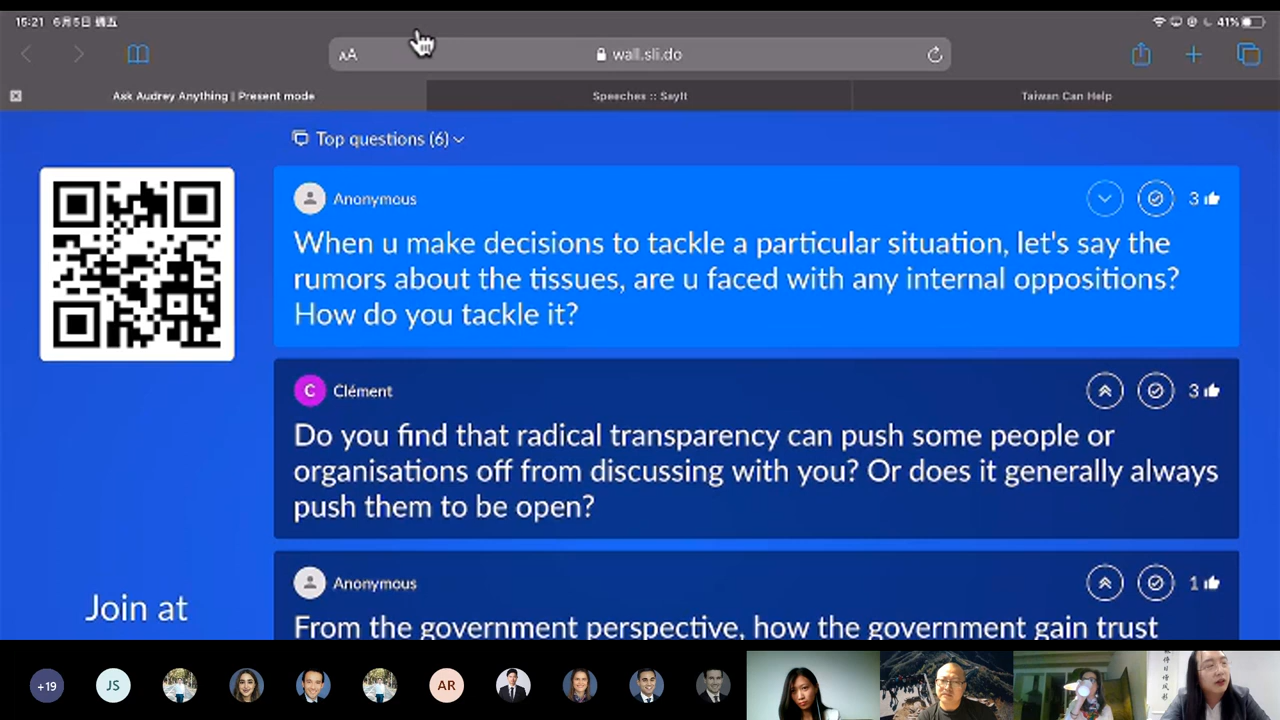 15:21 6月5日 週五
41%
AA
wall.sli.do
Ask Audrey Anything | Present mode
Speeches :: SayIt
Taiwan Can Help
Top questions (6)
Anonymous
3
When u make decisions to tackle a particular situation, let's say the
rumors about the tissues, are u faced with any internal oppositions?
How do you tackle it?
C Clément
3
Do you find that radical transparency can push some people or
organisations off from discussing with you? Or does it generally always
push them to be open?
Anonymous
1
From the government perspective, how the government gain trust
Join at
+19
JS
AR